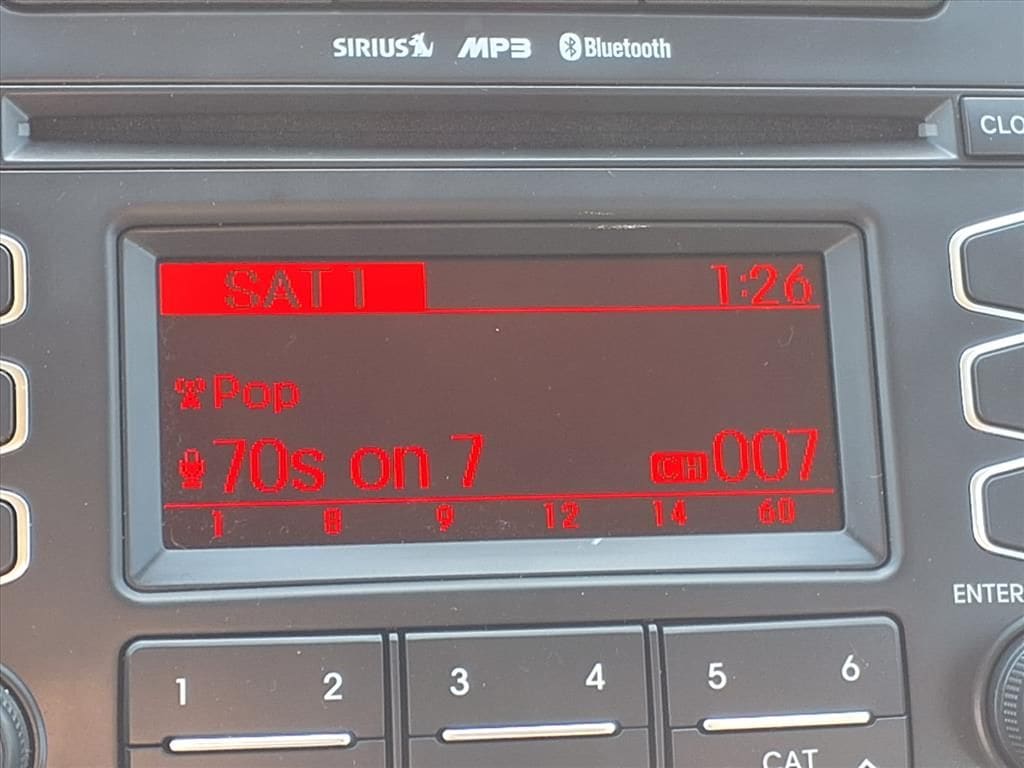 SIRIUS MP3 Bluetooth
CLO
SAT 1 1:26
Pop
70s on 7 CH 007
1 8 9 12 14 60
ENTER
1 2 3 4 5 6
CAT